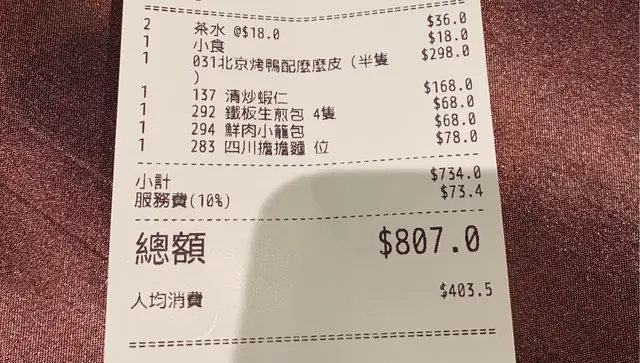 2 茶水 @$18.0 $36.0
1 小食 $18.0
1 031北京烤鴨配麼麼皮（半隻 $298.0
）
1 137 清炒蝦仁 $168.0
1 292 鐵板生煎包 4隻 $68.0
1 294 鮮肉小籠包 $68.0
1 283 四川擔擔麵 位 $78.0
小計 $734.0
服務費(10%) $73.4
總額 $807.0
人均消費 $403.5